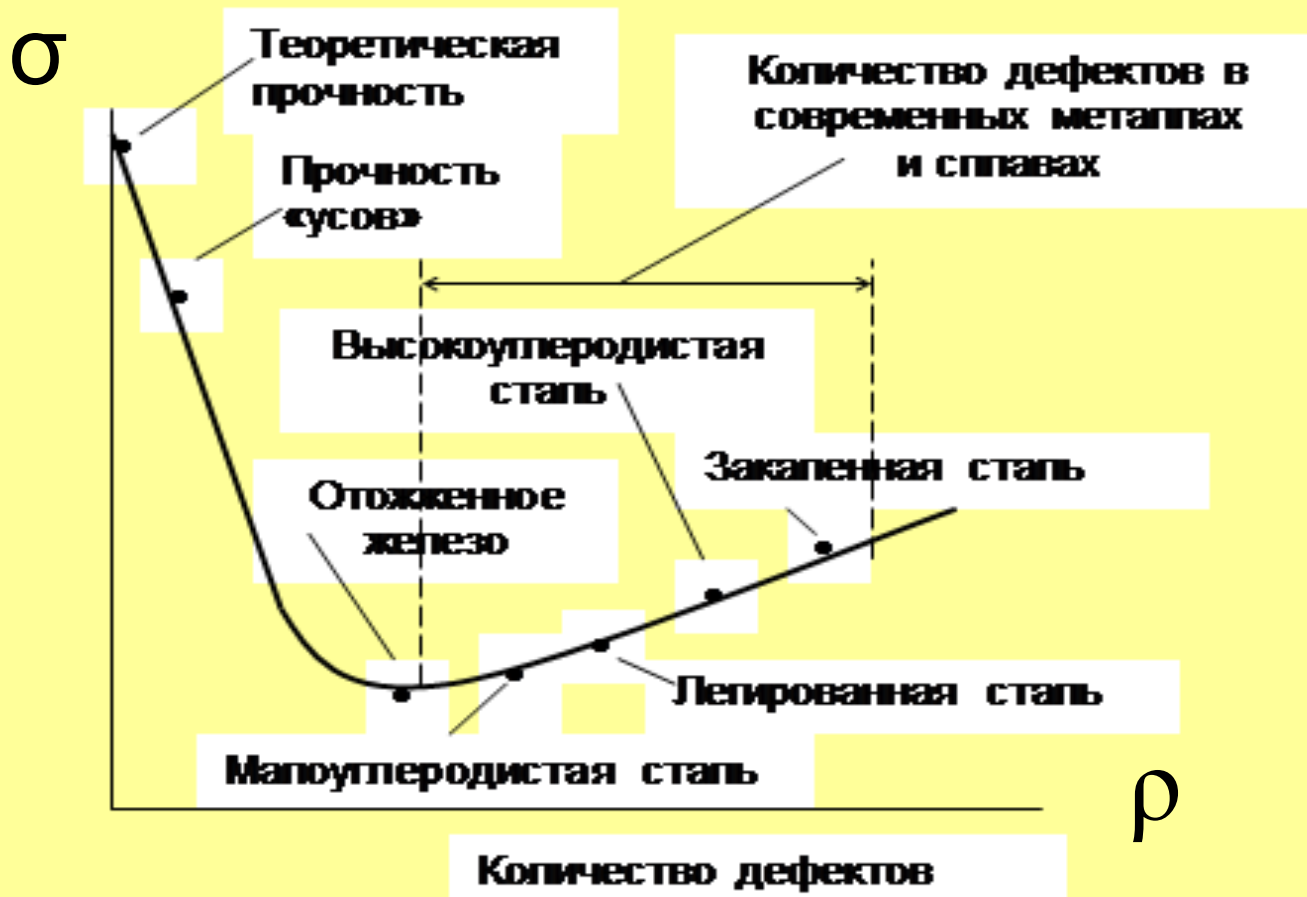 σ
Теоретическая
прочность
Количество дефектов в
современных металлах
и сплавах
Прочность
«усов»
Высокоуглеродистая
сталь
Закаленная сталь
Отожженное
железо
Легированная сталь
Малоуглеродистая сталь
ρ
Количество дефектов